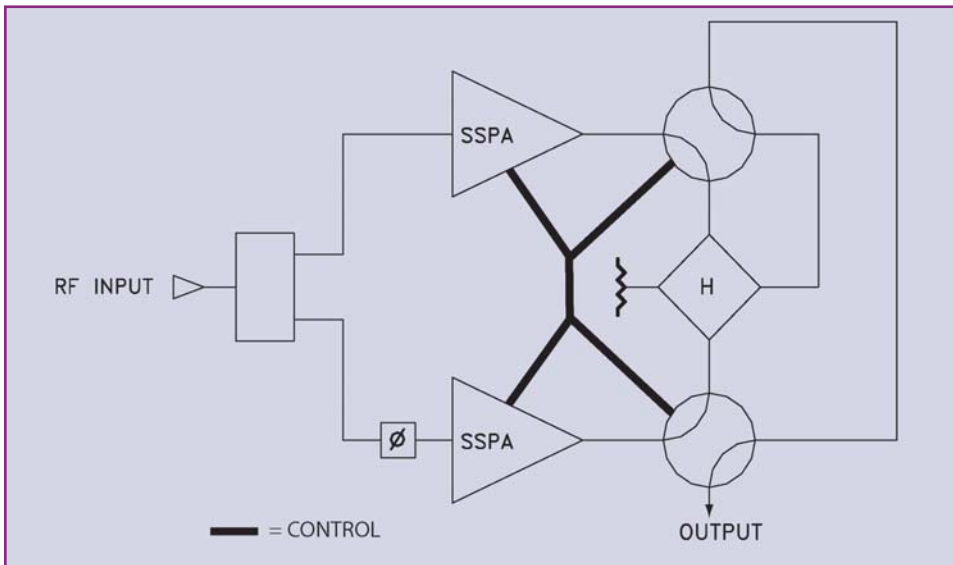 SSPA
RF INPUT
H
Ø
SSPA
= CONTROL
OUTPUT